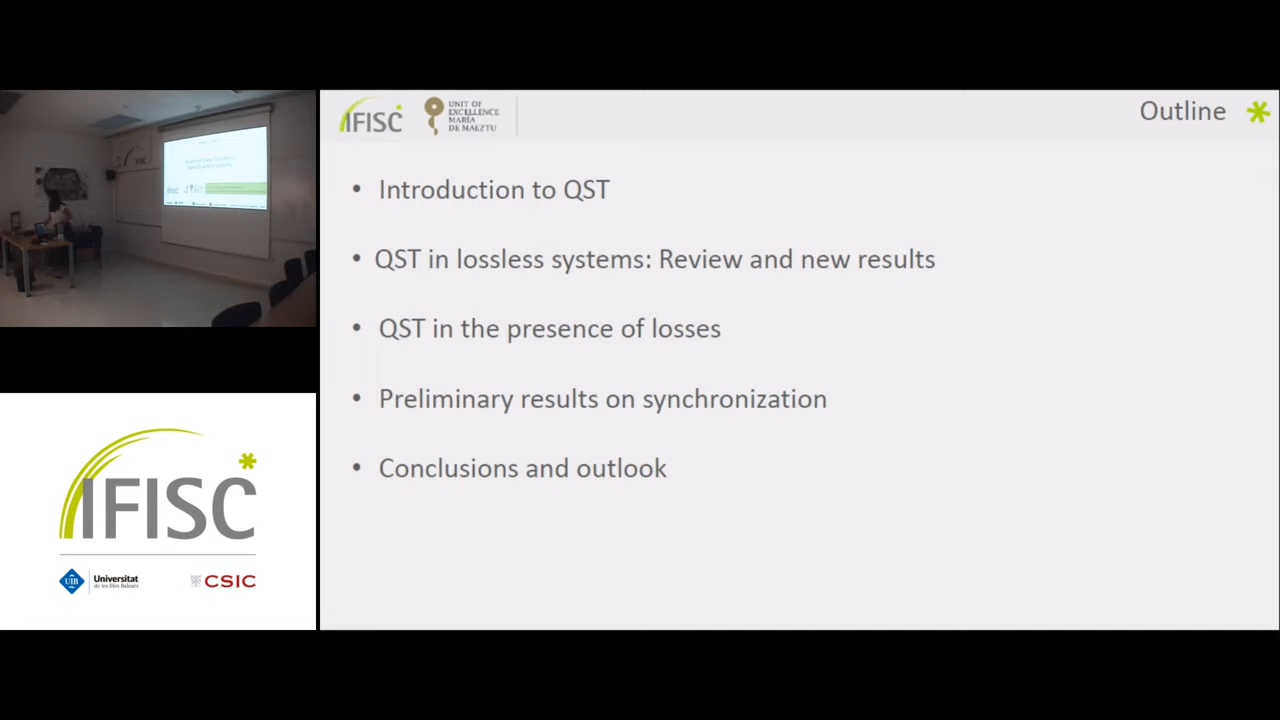 IFISC
UNIT OF
EXCELLENCE
MARÍA
DE MAEZTU
Outline
• Introduction to QST
• QST in lossless systems: Review and new results
• QST in the presence of losses
• Preliminary results on synchronization
• Conclusions and outlook
IFISC
UIB
Universitat
de les Illes Balears
CSIC